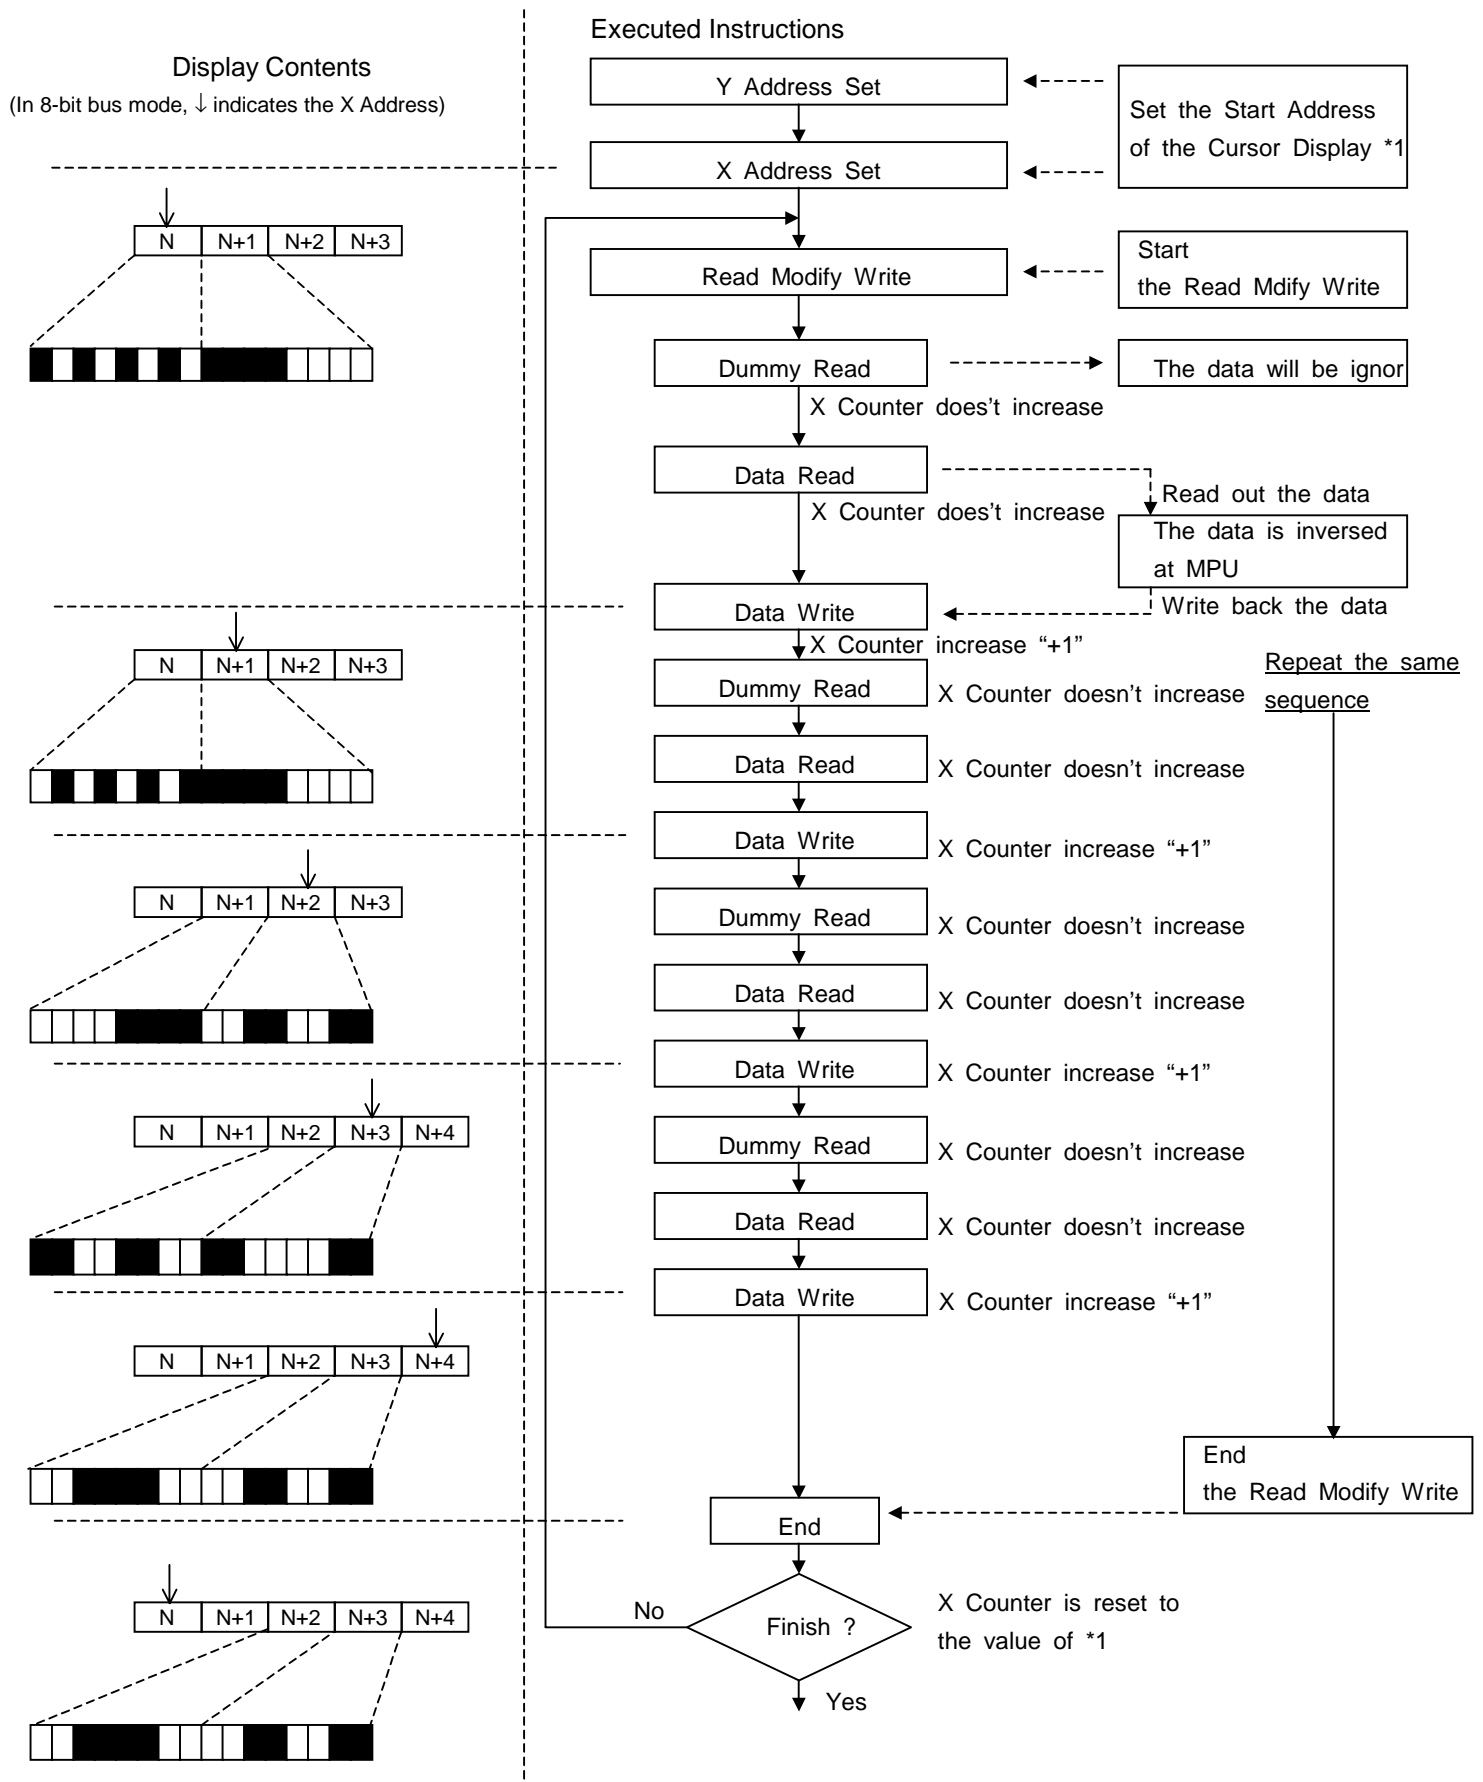 Executed Instructions
Display Contents
(In 8-bit bus mode, ↓ indicates the X Address)
Y Address Set
Set the Start Address
of the Cursor Display *1
X Address Set
N N+1 N+2 N+3
Read Modify Write
Start
the Read Mdify Write
Dummy Read
The data will be ignor
X Counter does't increase
Data Read
Read out the data
X Counter does't increase
The data is inversed
at MPU
Data Write
Write back the data
X Counter increase “+1”
N N+1 N+2 N+3
Repeat the same
sequence
Dummy Read
X Counter doesn't increase
Data Read
X Counter doesn't increase
Data Write
X Counter increase “+1”
N N+1 N+2 N+3
Dummy Read
X Counter doesn't increase
Data Read
X Counter doesn't increase
Data Write
X Counter increase “+1”
N N+1 N+2 N+3 N+4
Dummy Read
X Counter doesn't increase
Data Read
X Counter doesn't increase
Data Write
X Counter increase “+1”
N N+1 N+2 N+3 N+4
End
the Read Modify Write
End
N N+1 N+2 N+3 N+4
No
Finish ?
X Counter is reset to
the value of *1
Yes